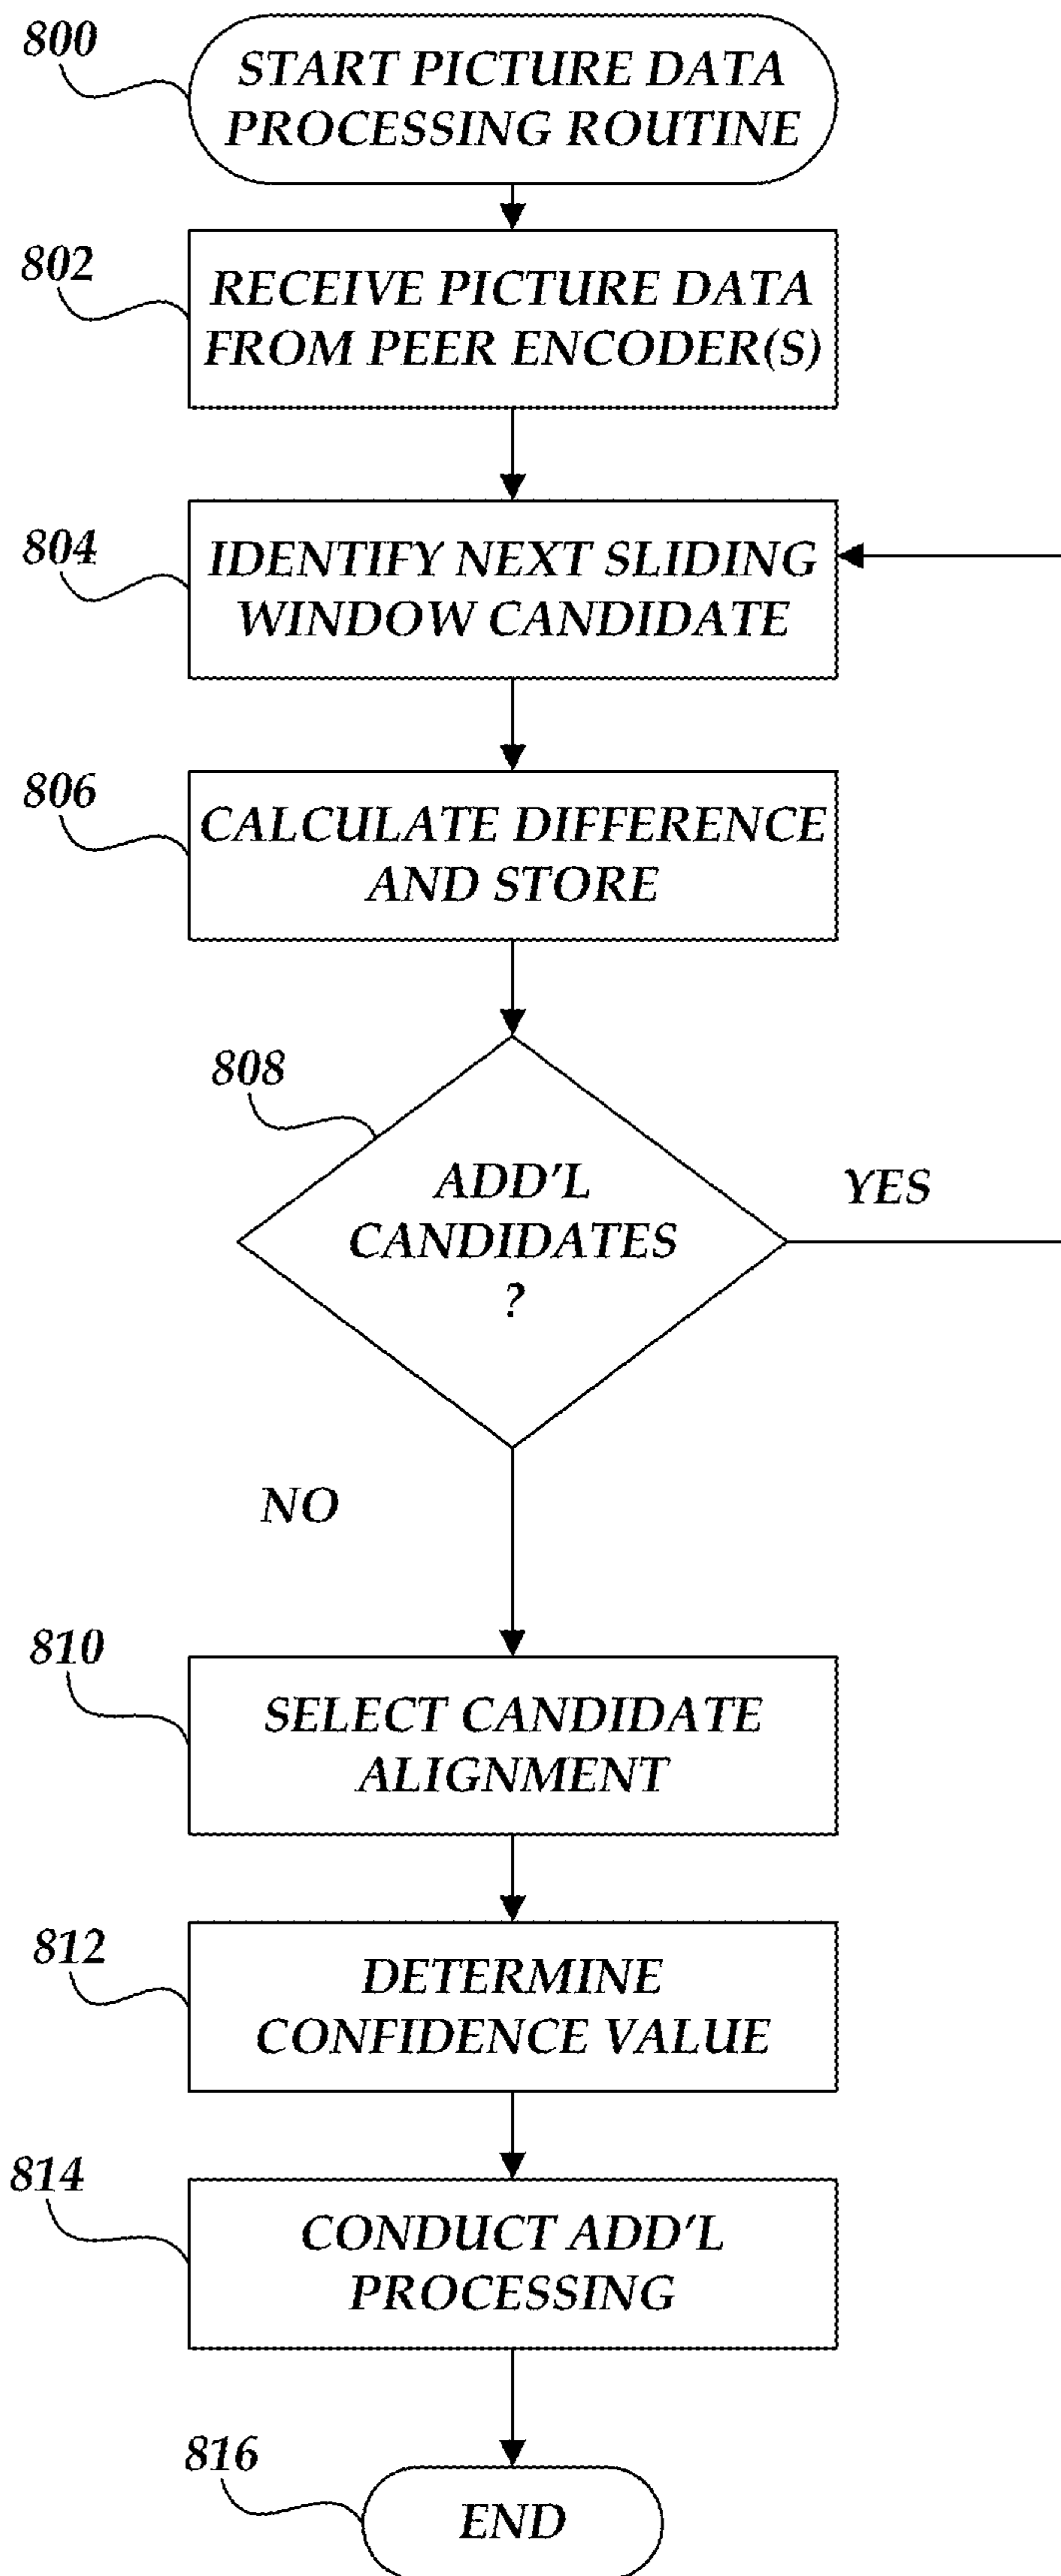 800
START PICTURE DATA
PROCESSING ROUTINE
802
RECEIVE PICTURE DATA
FROM PEER ENCODER(S)
804
IDENTIFY NEXT SLIDING
WINDOW CANDIDATE
806
CALCULATE DIFFERENCE
AND STORE
808
ADD'L
CANDIDATES
?
YES
NO
810
SELECT CANDIDATE
ALIGNMENT
812
DETERMINE
CONFIDENCE VALUE
814
CONDUCT ADD'L
PROCESSING
816
END